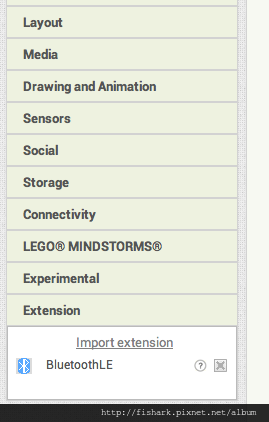 Layout
Media
Drawing and Animation
Sensors
Social
Storage
Connectivity
LEGO® MINDSTORMS®
Experimental
Extension
Import extension
BluetoothLE ?
http://fishark.pixnet.net/album